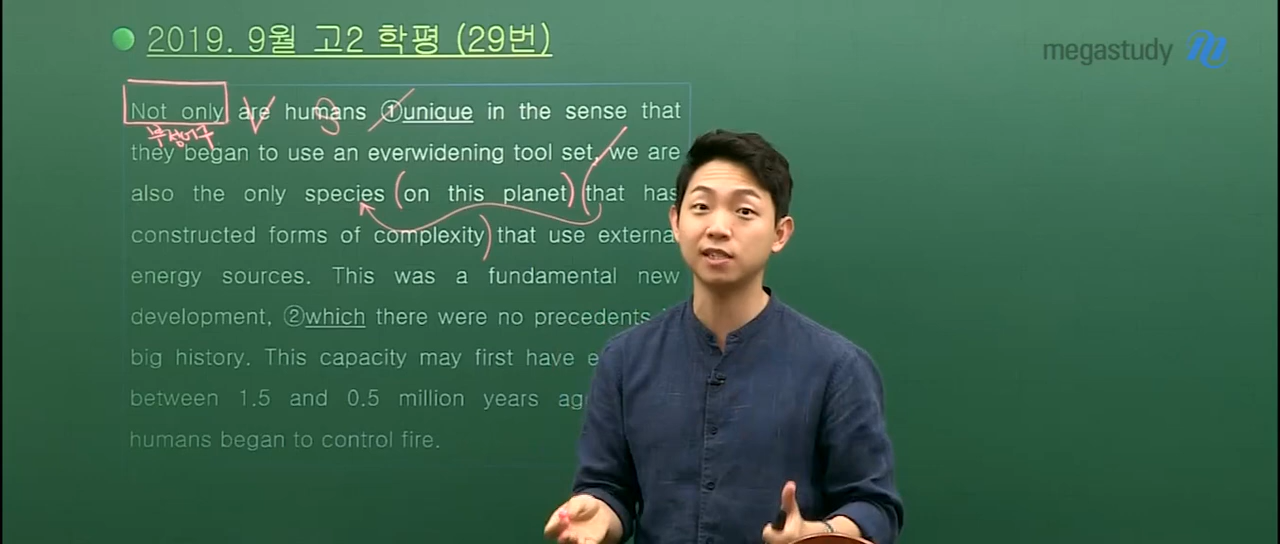 2019. 9월 고2 학평 (29번)
megastudy
Not only are humans ①unique in the sense that
부정어구
V S
they began to use an everwidening tool set, we are
also the only species (on this planet) (that has
constructed forms of complexity) that use external
energy sources. This was a fundamental new
development, ②which there were no precedents
big history. This capacity may first have
between 1.5 and 0.5 million years
humans began to control fire.